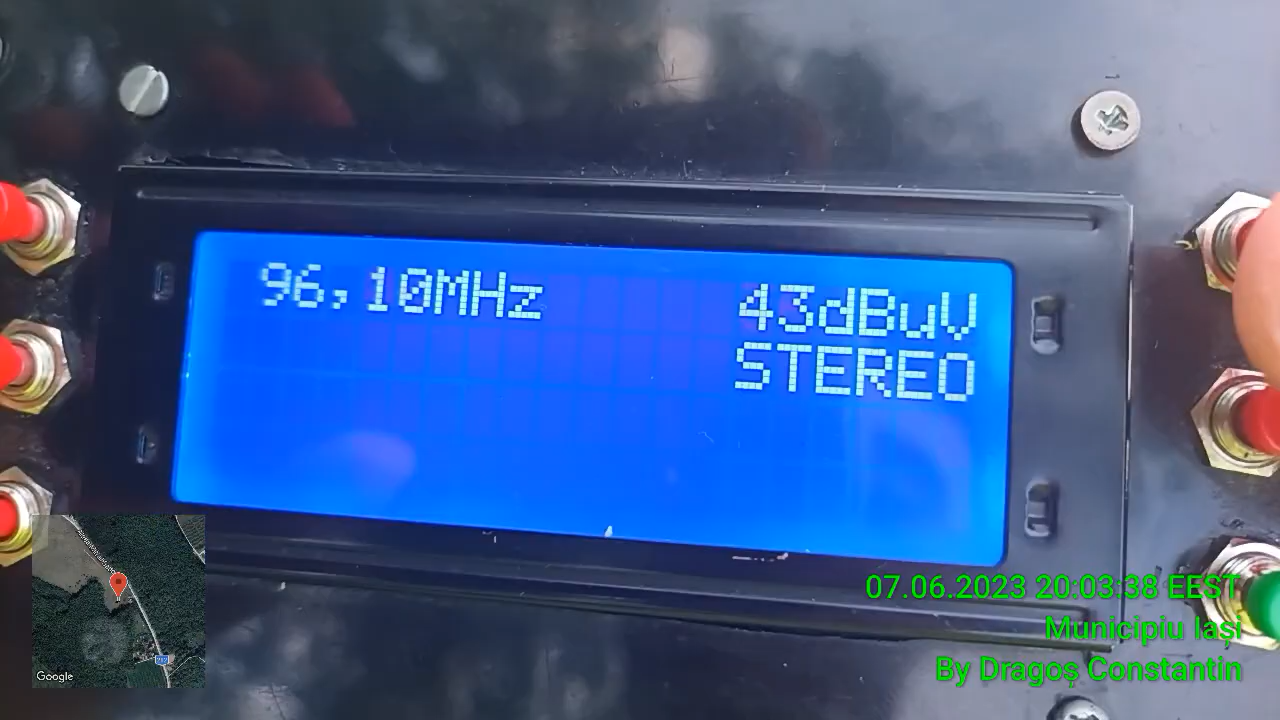 96,10MHz 43dBuV
STEREO
07.06.2023 20:03:38 EEST
Municipiu Iași
By Dragoș Constantin
Google